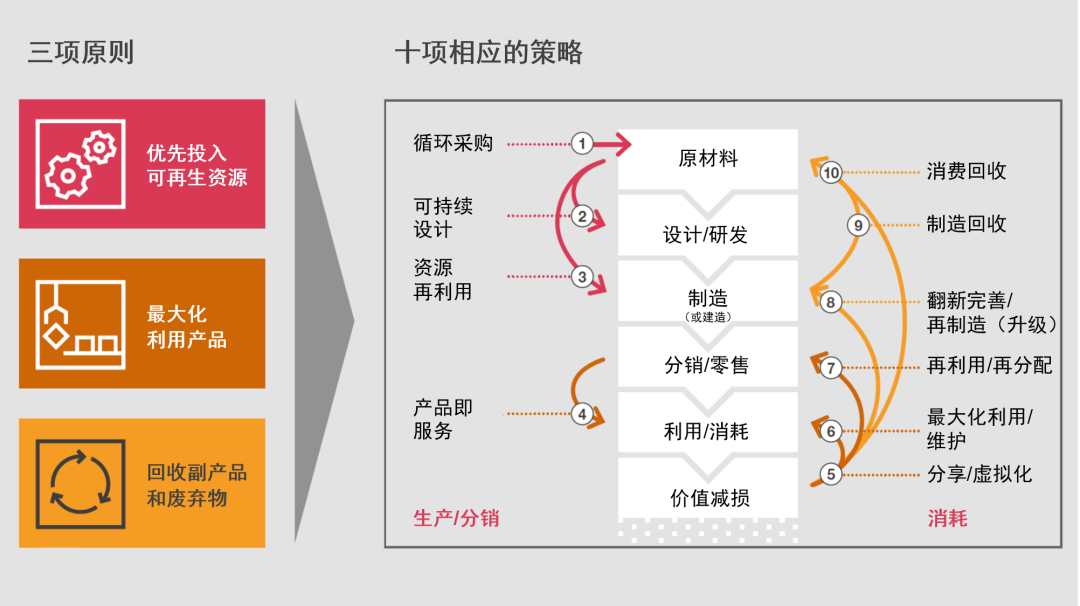 三项原则
优先投入
可再生资源
最大化
利用产品
回收副产品
和废弃物
十项相应的策略
循环采购
1
可持续
设计
2
资源
再利用
3
产品即
服务
4
生产/分销
原材料
设计/研发
制造
（或建造）
分销/零售
利用/消耗
价值减损
10
消费回收
9
制造回收
8
翻新完善/
再制造（升级）
7
再利用/再分配
6
最大化利用/
维护
5
分享/虚拟化
消耗